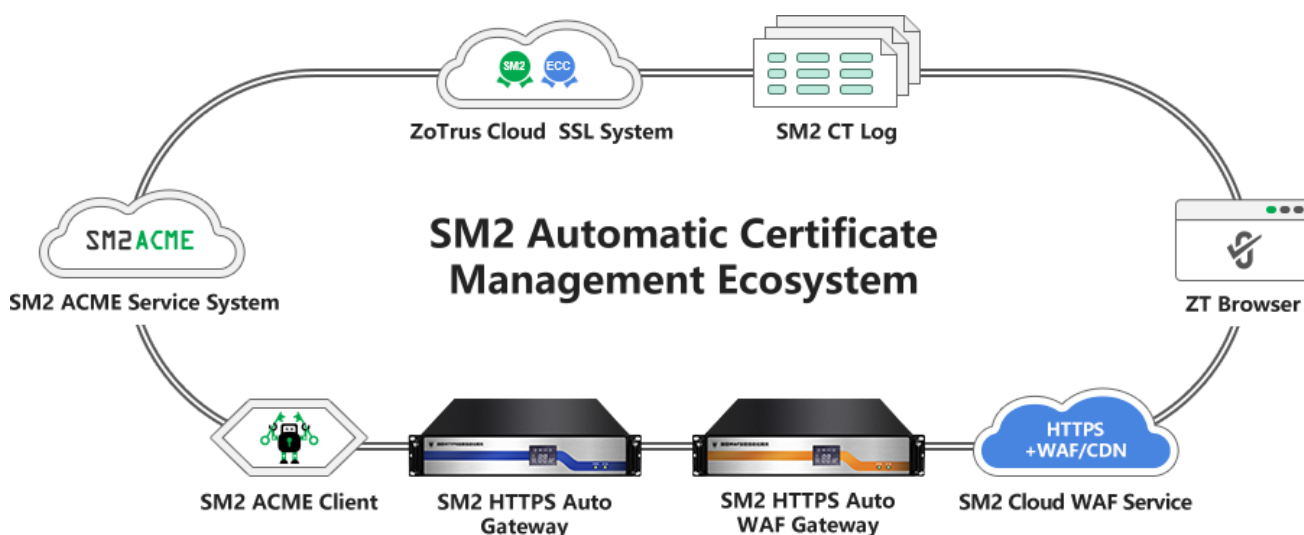 SM2
ECC
ZoTrus Cloud SSL System
SM2 CT Log
SM2 ACME
SM2 ACME Service System
SM2 Automatic Certificate
Management Ecosystem
ZT Browser
SM2 ACME Client
SM2 HTTPS Auto
Gateway
SM2 HTTPS Auto
WAF Gateway
HTTPS
+WAF/CDN
SM2 Cloud WAF Service